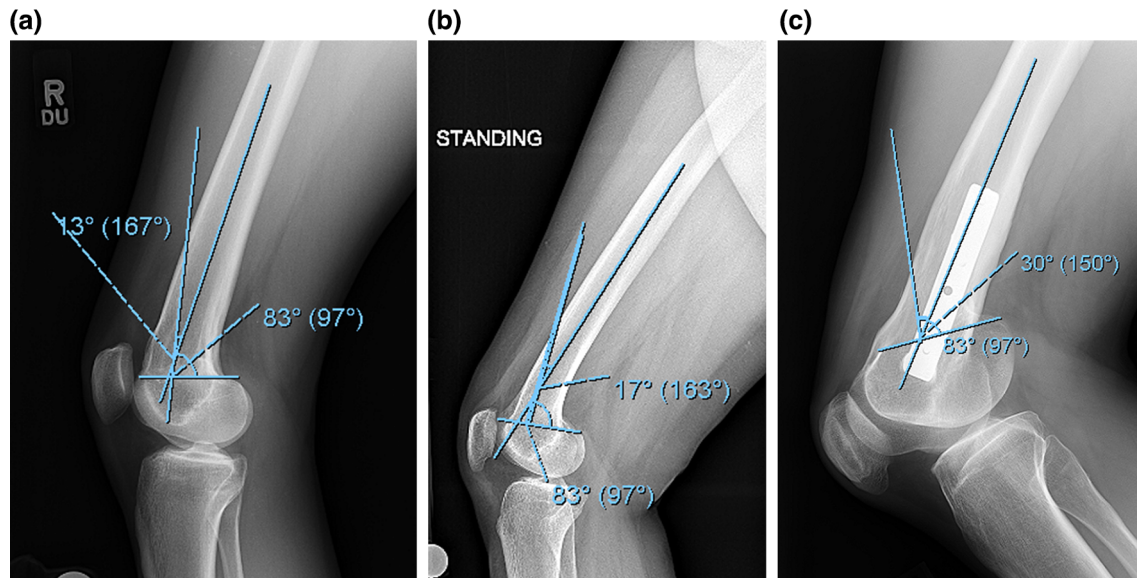 (a)
(b)
(c)
R
DU
STANDING
13° (167°)
83° (97°)
17° (163°)
83° (97°)
30° (150°)
83° (97°)